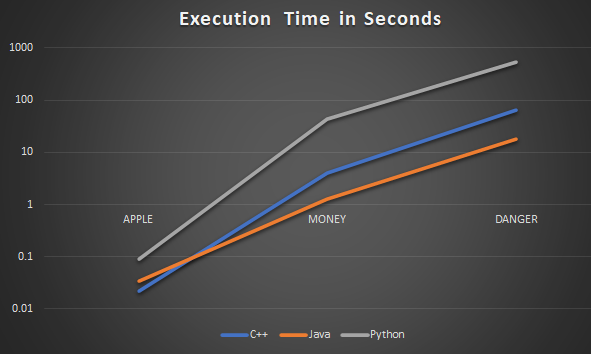 Execution Time in Seconds
1000
100
10
1
APPLE MONEY DANGER
0.1
0.01
C++ Java Python